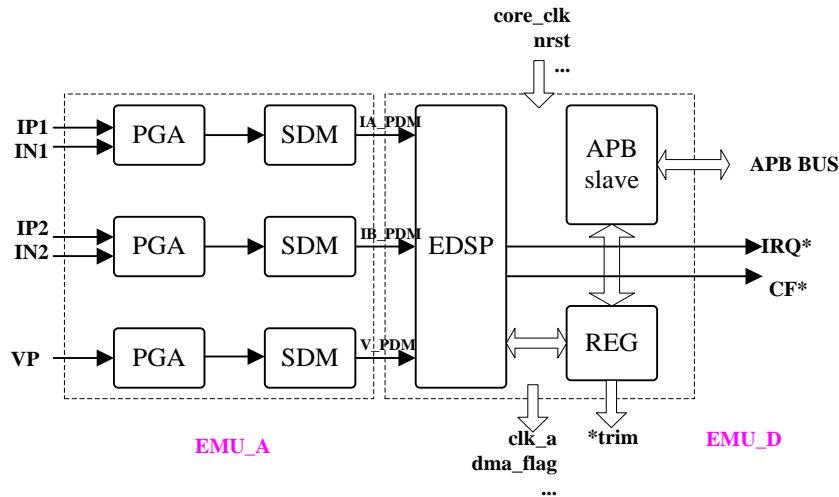 core_clk
nrst
...
IP1
IN1
PGA
SDM
IA_PDM
APB
slave
APB BUS
IP2
IN2
PGA
SDM
IB_PDM
EDSP
IRQ*
CF*
VP
PGA
SDM
V_PDM
REG
EMU_A
clk_a
dma_flag
...
*trim
EMU_D